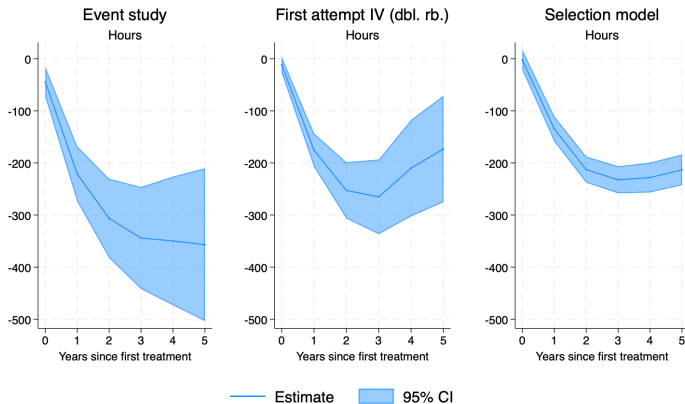 Event study
Hours
0
-100
-200
-300
-400
-500
0 1 2 3 4 5
Years since first treatment
First attempt IV (dbl. rb.)
Hours
0
-100
-200
-300
-400
-500
0 1 2 3 4 5
Years since first treatment
Selection model
Hours
0
-100
-200
-300
-400
-500
0 1 2 3 4 5
Years since first treatment
Estimate 95% CI